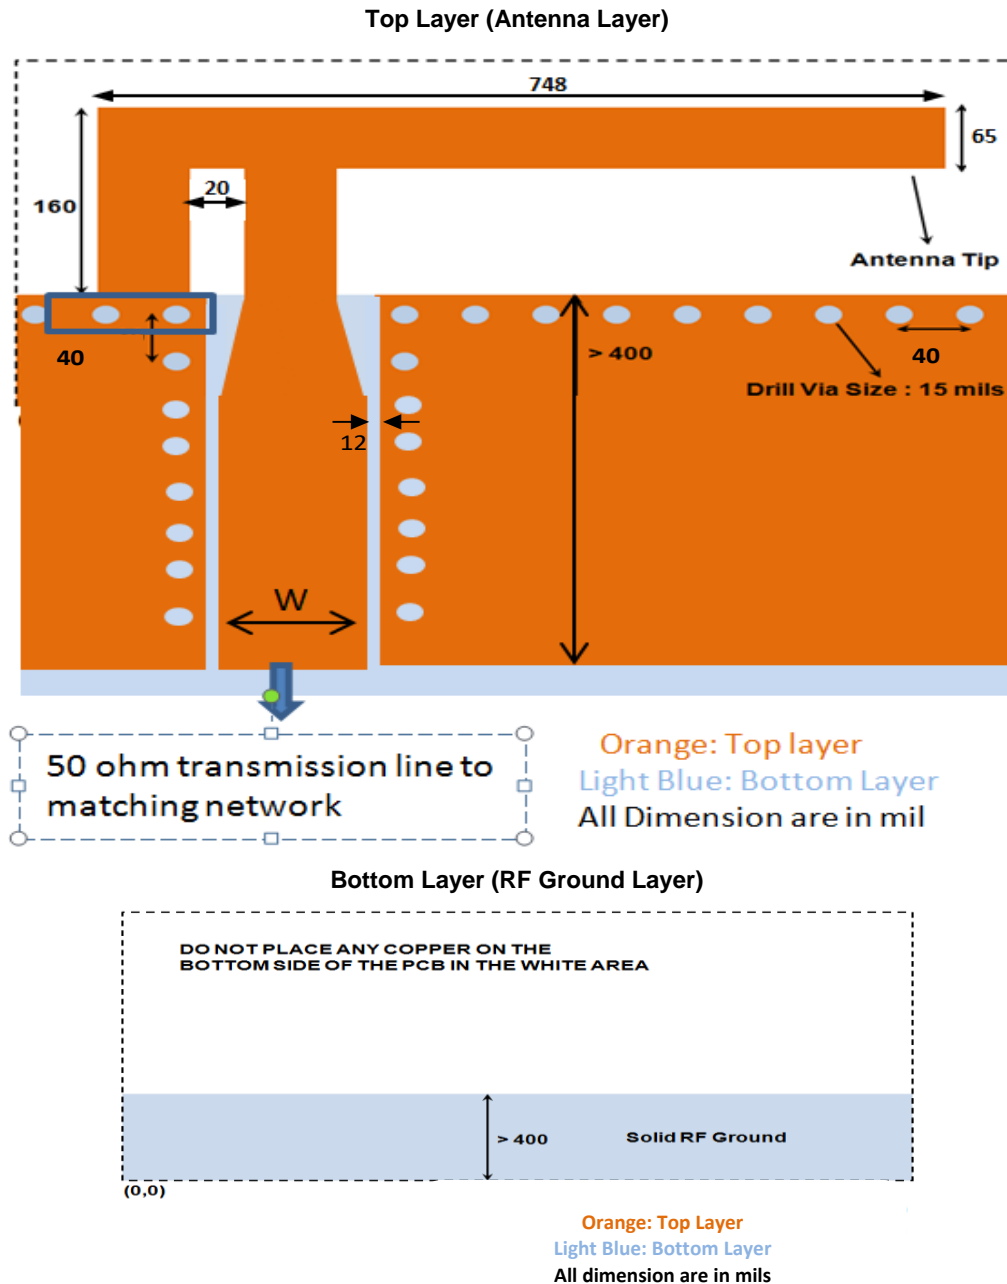 Top Layer (Antenna Layer)
748
65
20
160
Antenna Tip
40
> 400
40
Drill Via Size : 15 mils
12
W
50 ohm transmission line to
matching network
Orange: Top layer
Light Blue: Bottom Layer
All Dimension are in mil
Bottom Layer (RF Ground Layer)
DO NOT PLACE ANY COPPER ON THE
BOTTOM SIDE OF THE PCB IN THE WHITE AREA
> 400
Solid RF Ground
(0,0)
Orange: Top Layer
Light Blue: Bottom Layer
All dimension are in mils